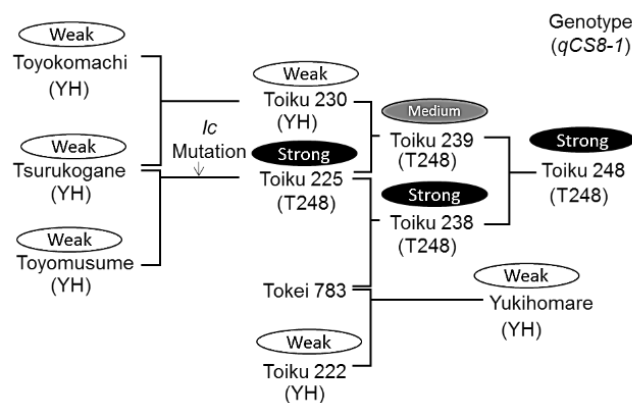 Genotype
(qCS8-1)
Weak
Toyokomachi
(YH)
Weak
Tsurukogane
(YH)
Weak
Toyomusume
(YH)
lc
Mutation
Weak
Toiku 230
(YH)
Strong
Toiku 225
(T248)
Tokei 783
Weak
Toiku 222
(YH)
Medium
Toiku 239
(T248)
Strong
Toiku 238
(T248)
Strong
Toiku 248
(T248)
Weak
Yukihomare
(YH)